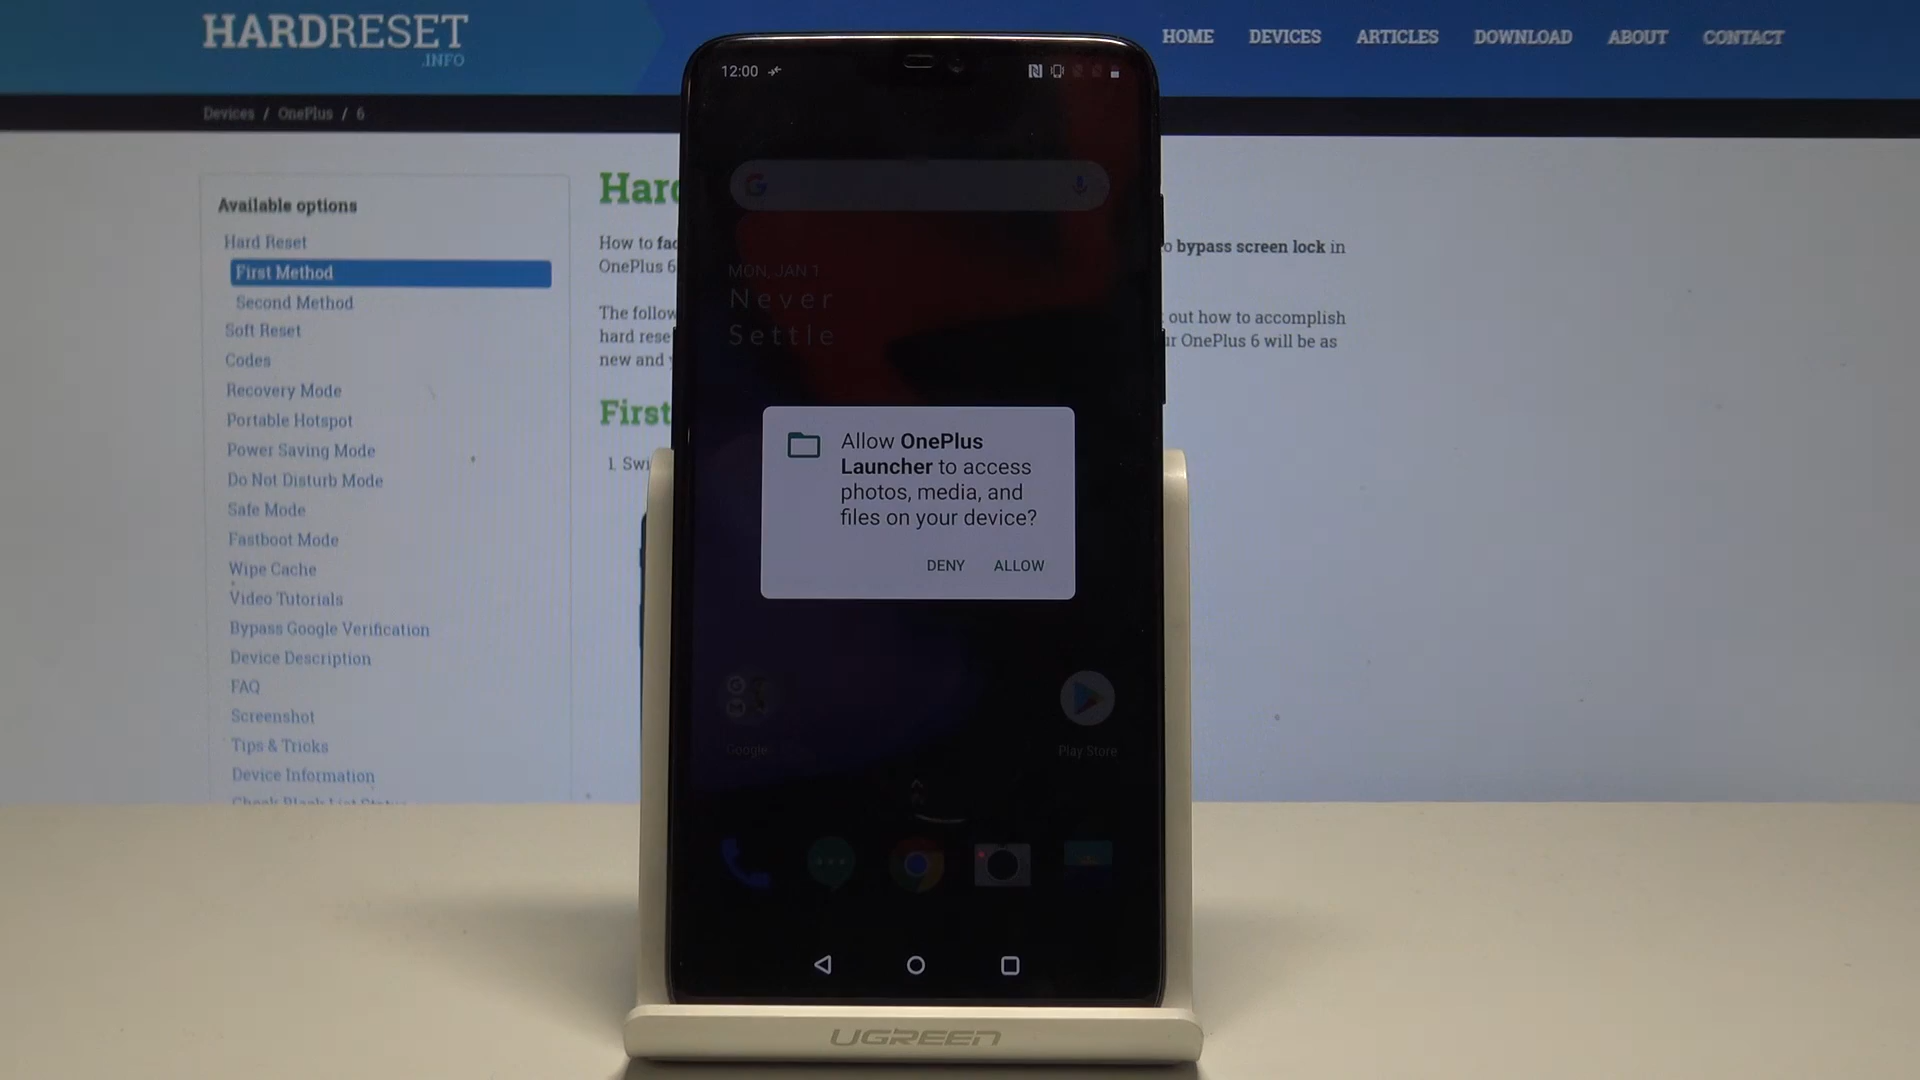 HARDRESET
.INFO
HOME DEVICES ARTICLES DOWNLOAD ABOUT CONTACT
Devices / OnePlus / 6
Available options
Hard Reset
First Method
Second Method
Soft Reset
Codes
Recovery Mode
Portable Hotspot
Power Saving Mode
Do Not Disturb Mode
Safe Mode
Fastboot Mode
Wipe Cache
Video Tutorials
Bypass Google Verification
Device Description
FAQ
Screenshot
Tips & Tricks
Device Information
How to
bypass screen lock in
OnePlus 6
The follow
out how to accomplish
hard rese
OnePlus 6 will be as
new and
First
1. Swi
12:00
MON, JAN 1
Never
Settle
Allow OnePlus
Launcher to access
photos, media, and
files on your device?
DENY ALLOW
Google
Play Store
UGREEN